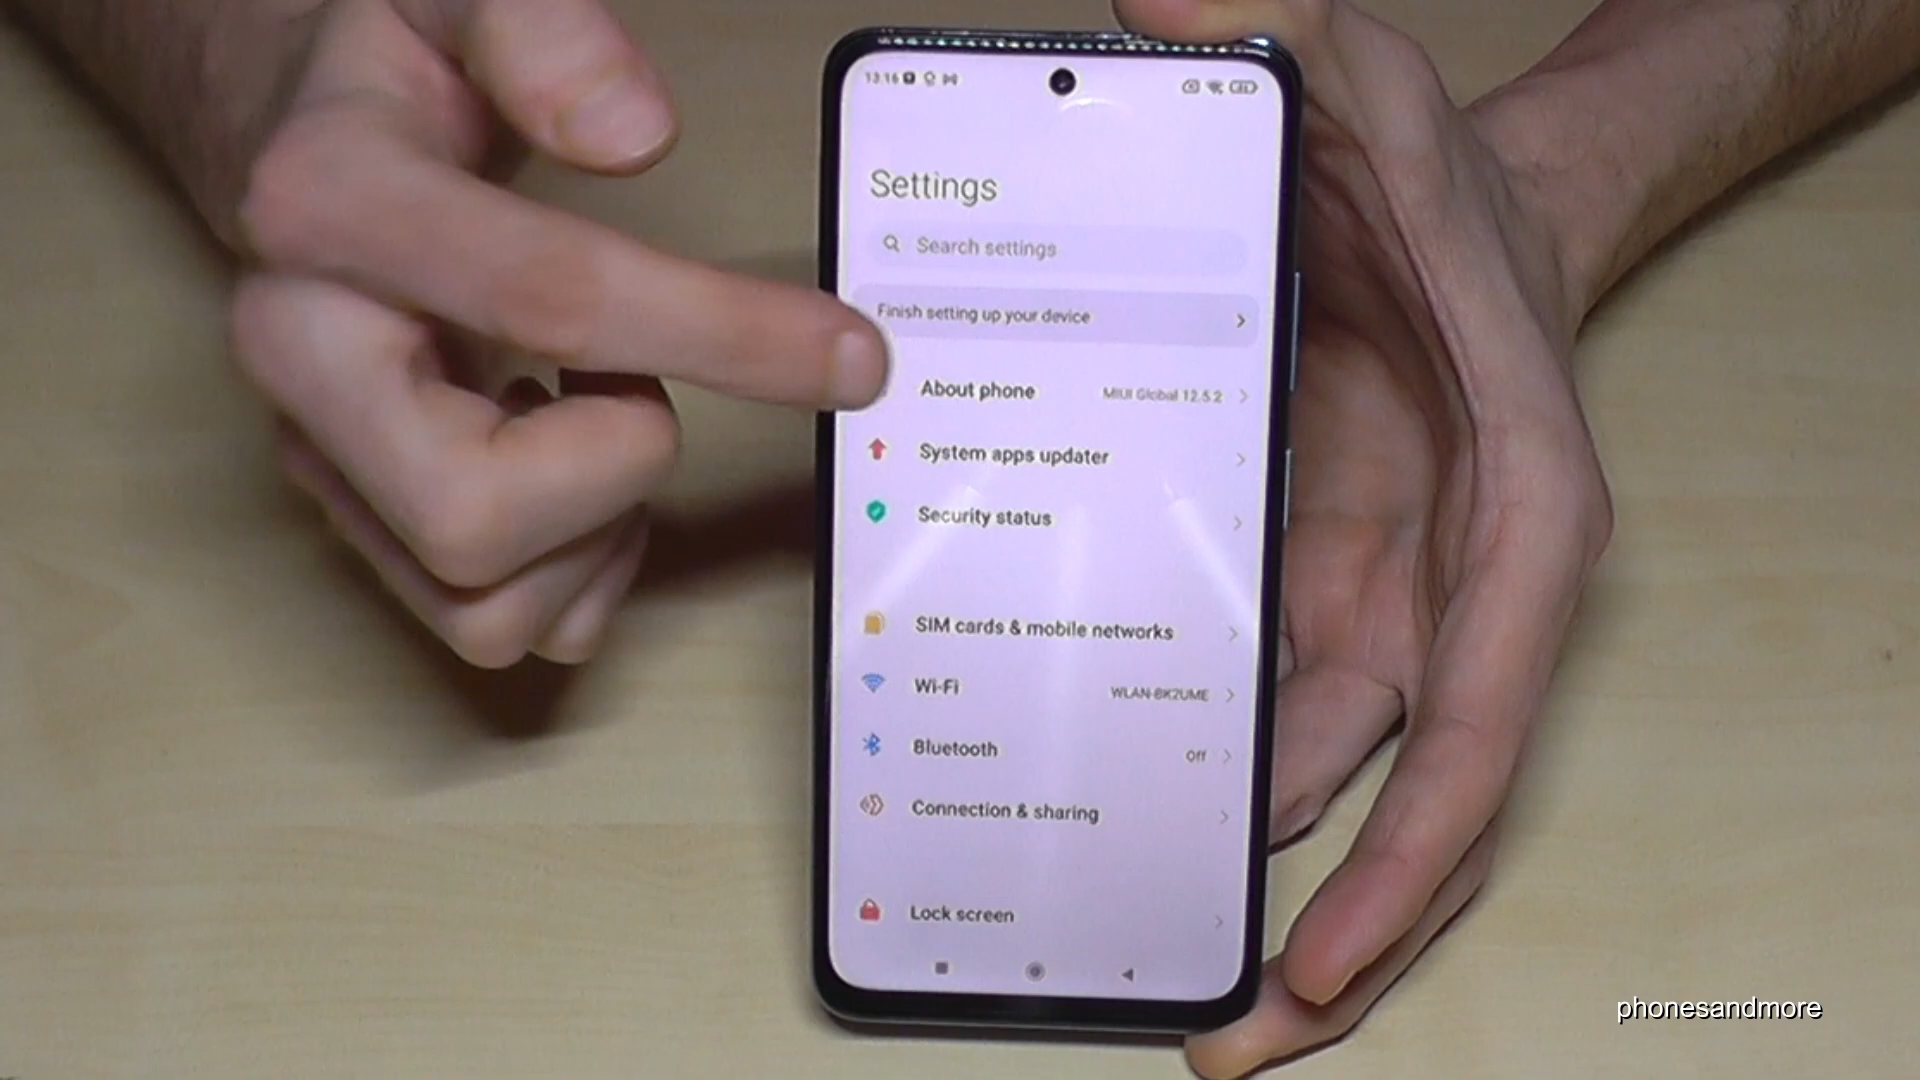 13:16
Settings
Search settings
Finish setting up your device
About phone MIUI Global 12.5.2
System apps updater
Security status
SIM cards & mobile networks
Wi-Fi WLAN-BK2UME
Bluetooth Off
Connection & sharing
Lock screen
phonesandmore